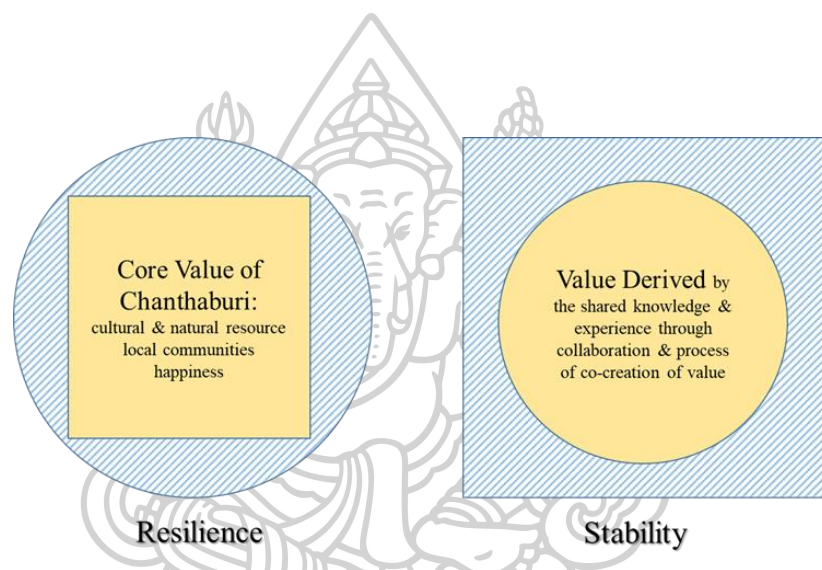 Core Value of
Chanthaburi:
cultural & natural resource
local communities
happiness
Value Derived by
the shared knowledge &
experience through
collaboration & process
of co-creation of value
Resilience
Stability